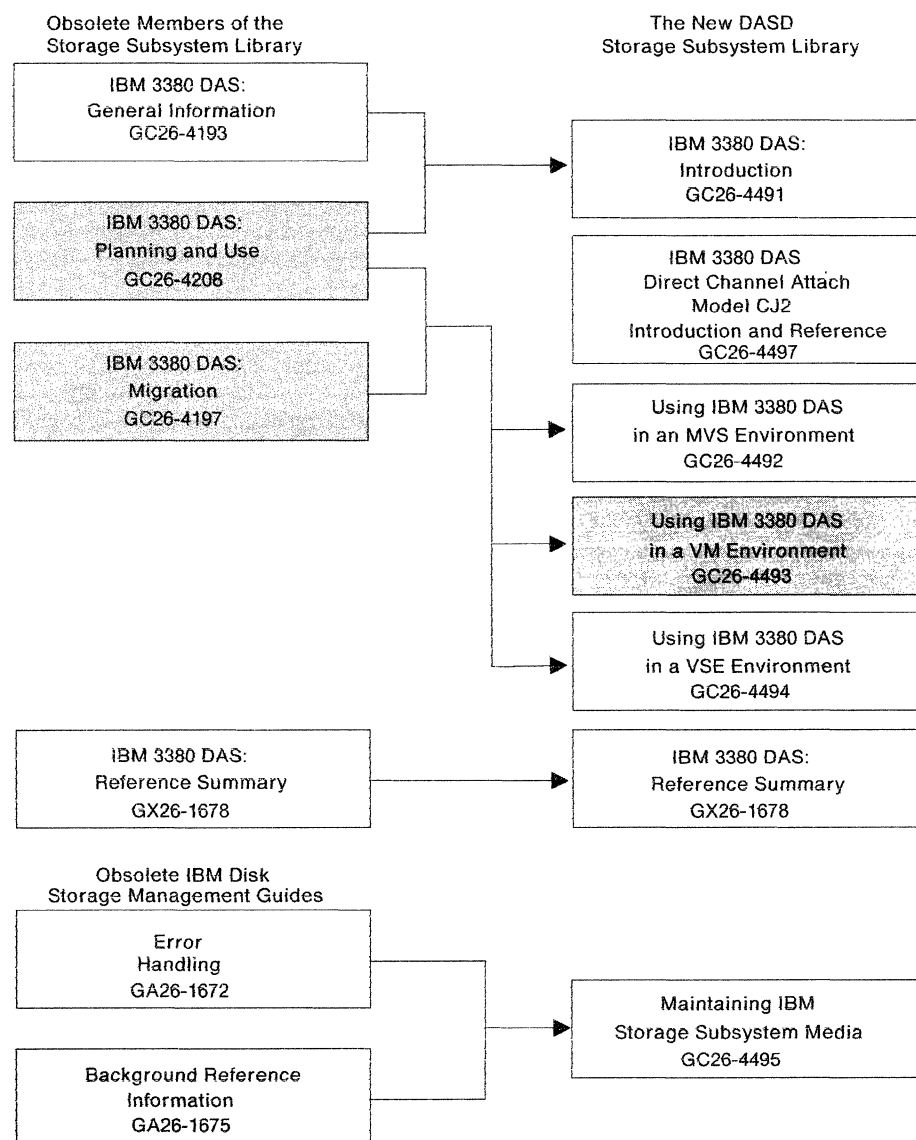 Obsolete Members of the
Storage Subsystem Library
IBM 3380 DAS:
General Information
GC26-4193
IBM 3380 DAS:
Planning and Use
GC26-4208
IBM 3380 DAS:
Migration
GC26-4197
IBM 3380 DAS:
Reference Summary
GX26-1678
Obsolete IBM Disk
Storage Management Guides
Error
Handling
GA26-1672
Background Reference
Information
GA26-1675
The New DASD
Storage Subsystem Library
IBM 3380 DAS:
Introduction
GC26-4491
IBM 3380 DAS
Direct Channel Attach
Model CJ2
Introduction and Reference
GC26-4497
Using IBM 3380 DAS
in an MVS Environment
GC26-4492
Using IBM 3380 DAS
in a VM Environment
GC26-4493
Using IBM 3380 DAS
in a VSE Environment
GC26-4494
IBM 3380 DAS:
Reference Summary
GX26-1678
Maintaining IBM
Storage Subsystem Media
GC26-4495